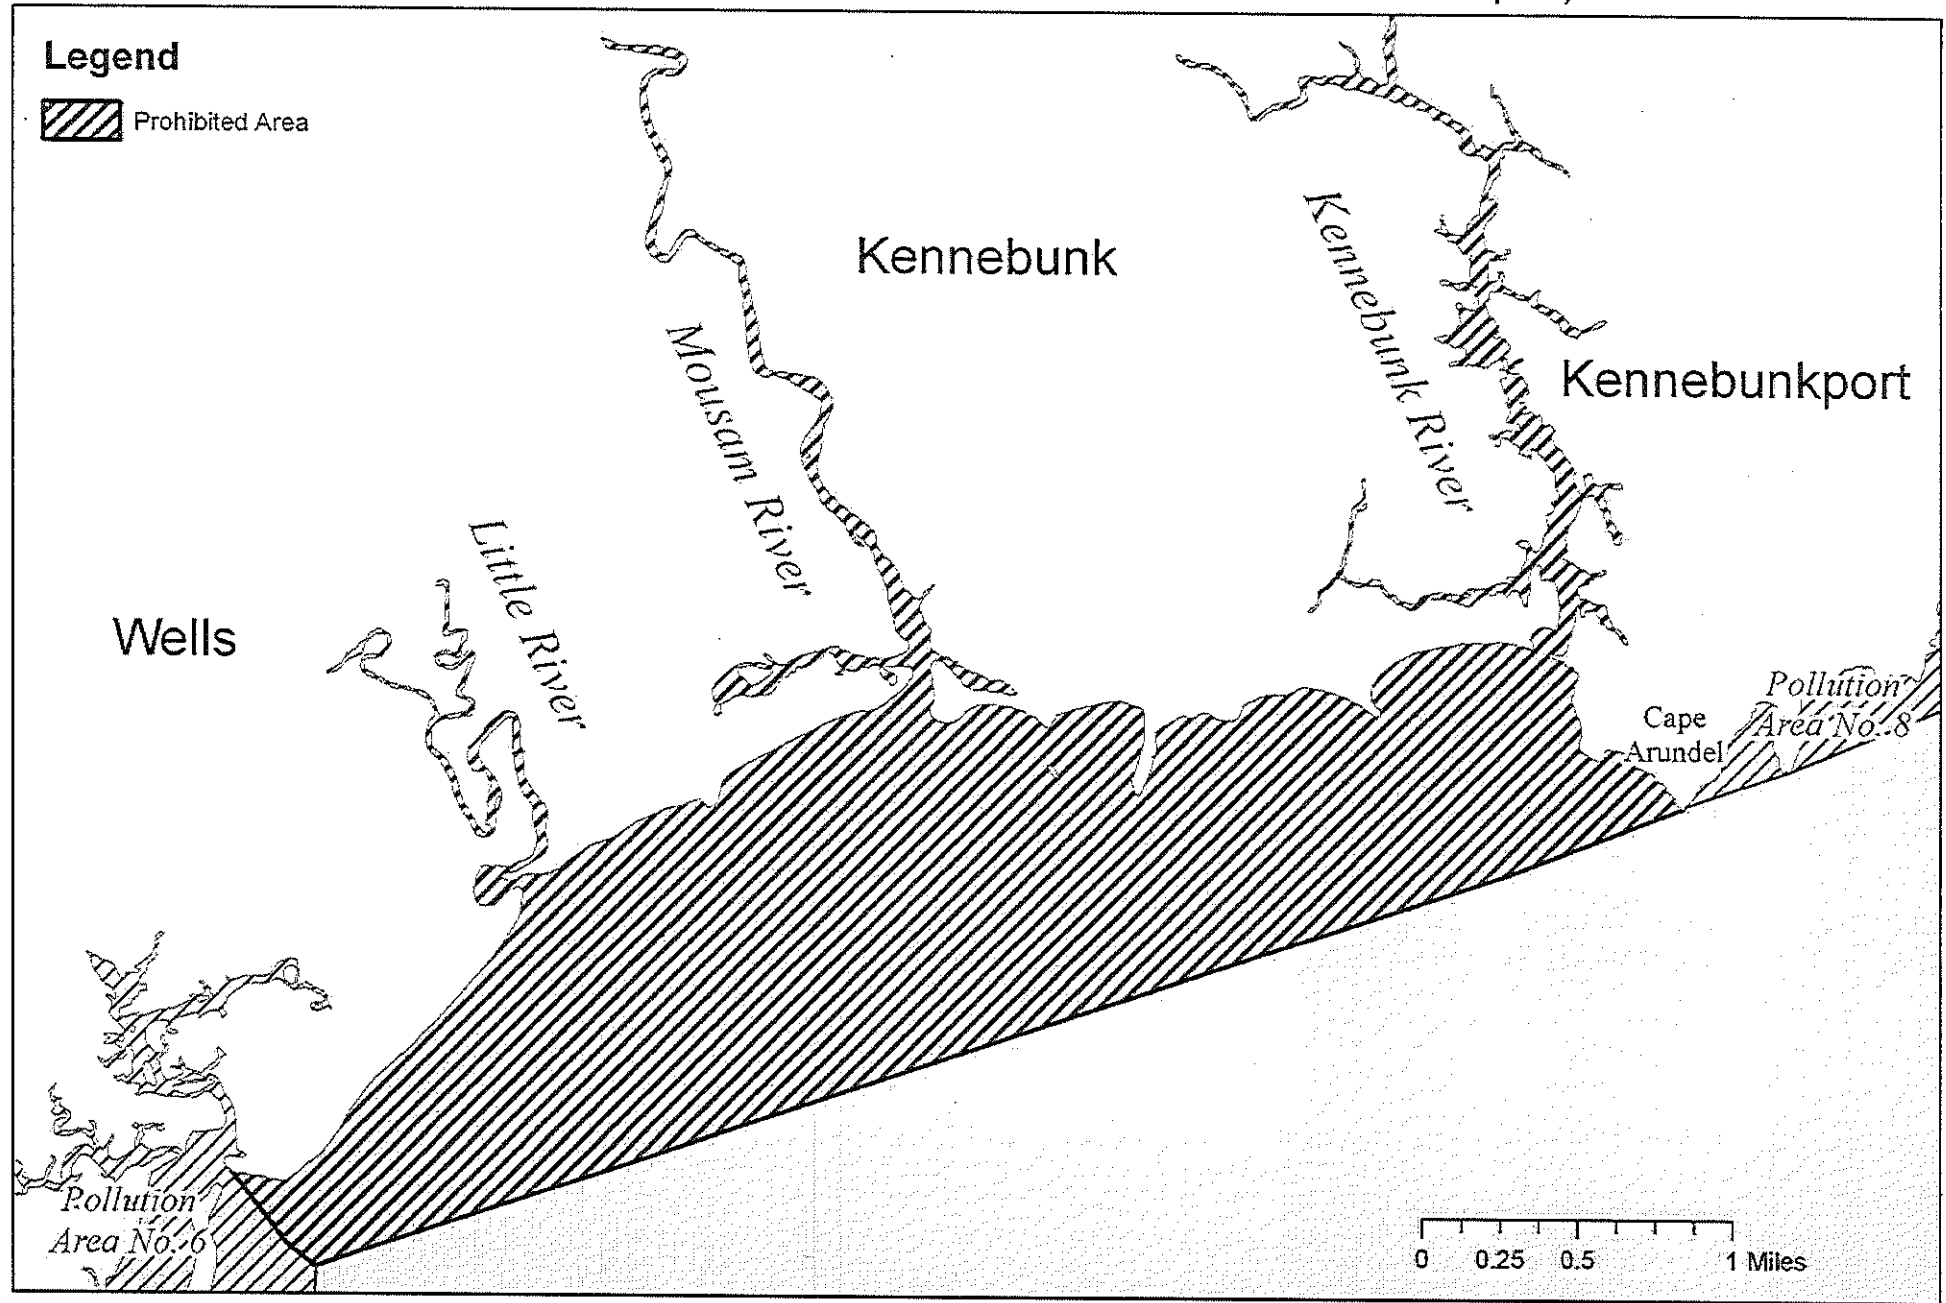 Legend
Prohibited Area
Kennebunk
Kennebunk River
Kennebunkport
Mousam River
Little River
Wells
Pollution
Area No. 8
Cape
Arundel
Pollution
Area No. 6
0 0.25 0.5 1 Miles